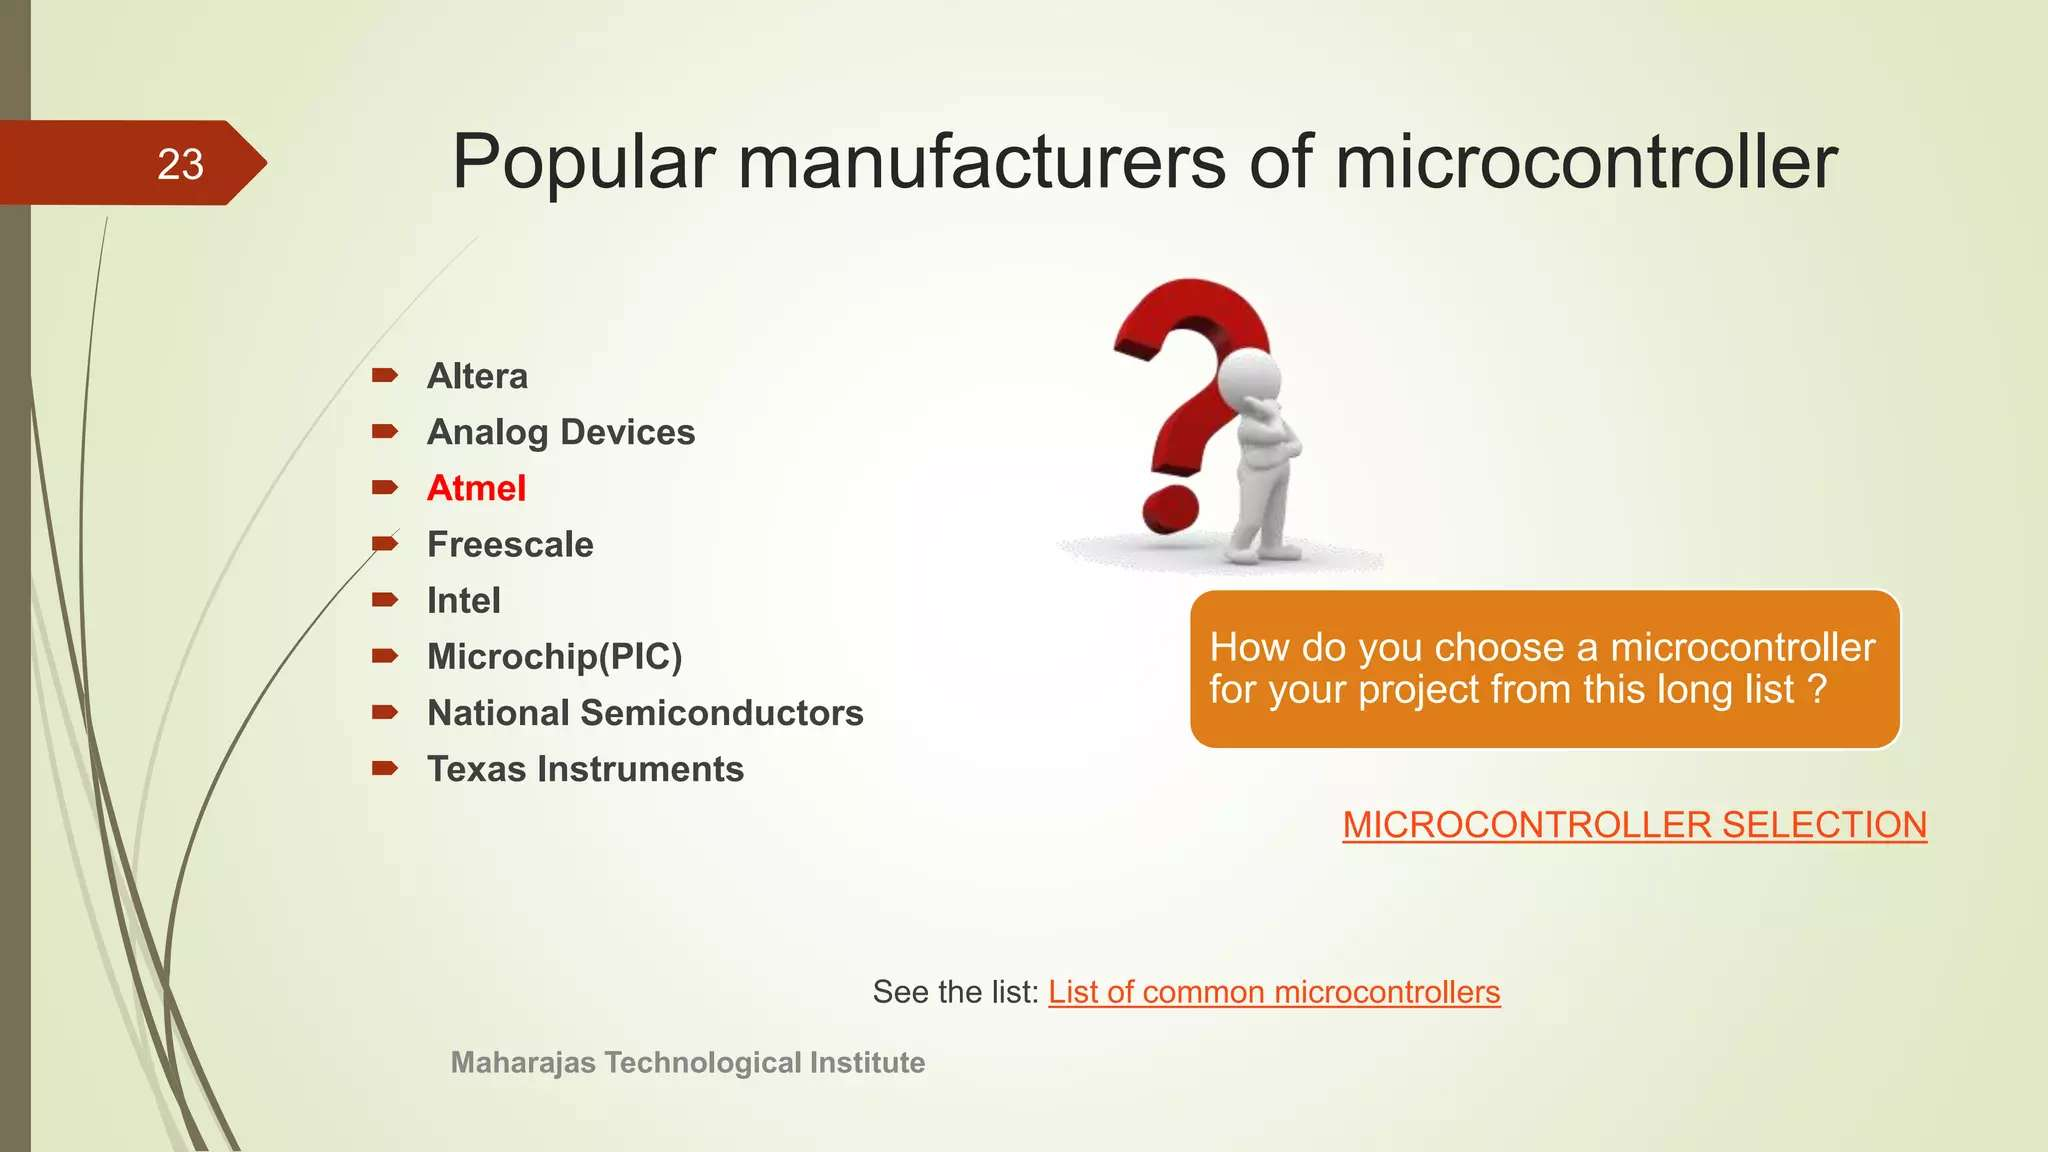 23
Popular manufacturers of microcontroller
Altera
Analog Devices
Atmel
Freescale
Intel
Microchip(PIC)
National Semiconductors
Texas Instruments
How do you choose a microcontroller
for your project from this long list ?
MICROCONTROLLER SELECTION
See the list: List of common microcontrollers
Maharajas Technological Institute